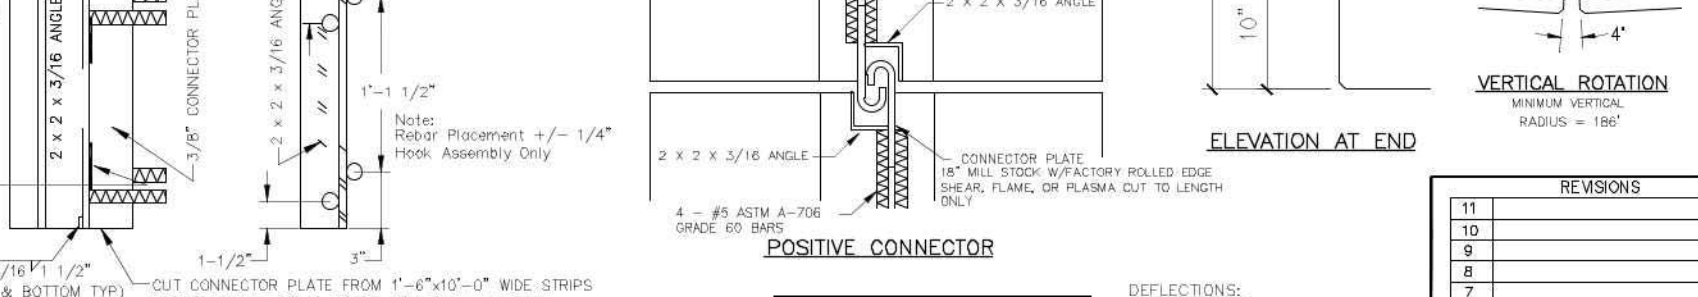 2 x 2 x 3/16 ANGLE
3/8" CONNECTOR PL
2 x 2 x 3/16 ANG
1'-1 1/2"
Note:
Rebar Placement +/- 1/4"
Hook Assembly Only
1-1/2"
3"
/16 1 1/2"
& BOTTOM TYP)
CUT CONNECTOR PLATE FROM 1'-6"x10'-0" WIDE STRIPS
2 X 2 X 3/16 ANGLE
2 X 2 X 3/16 ANGLE
CONNECTOR PLATE
18" MILL STOCK W/FACTORY ROLLED EDGE
SHEAR, FLAME, OR PLASMA CUT TO LENGTH
ONLY
4 - #5 ASTM A-706
GRADE 60 BARS
POSITIVE CONNECTOR
10"
ELEVATION AT END
4°
VERTICAL ROTATION
MINIMUM VERTICAL
RADIUS = 186'
REVISIONS
11
10
9
8
7
DEFLECTIONS: